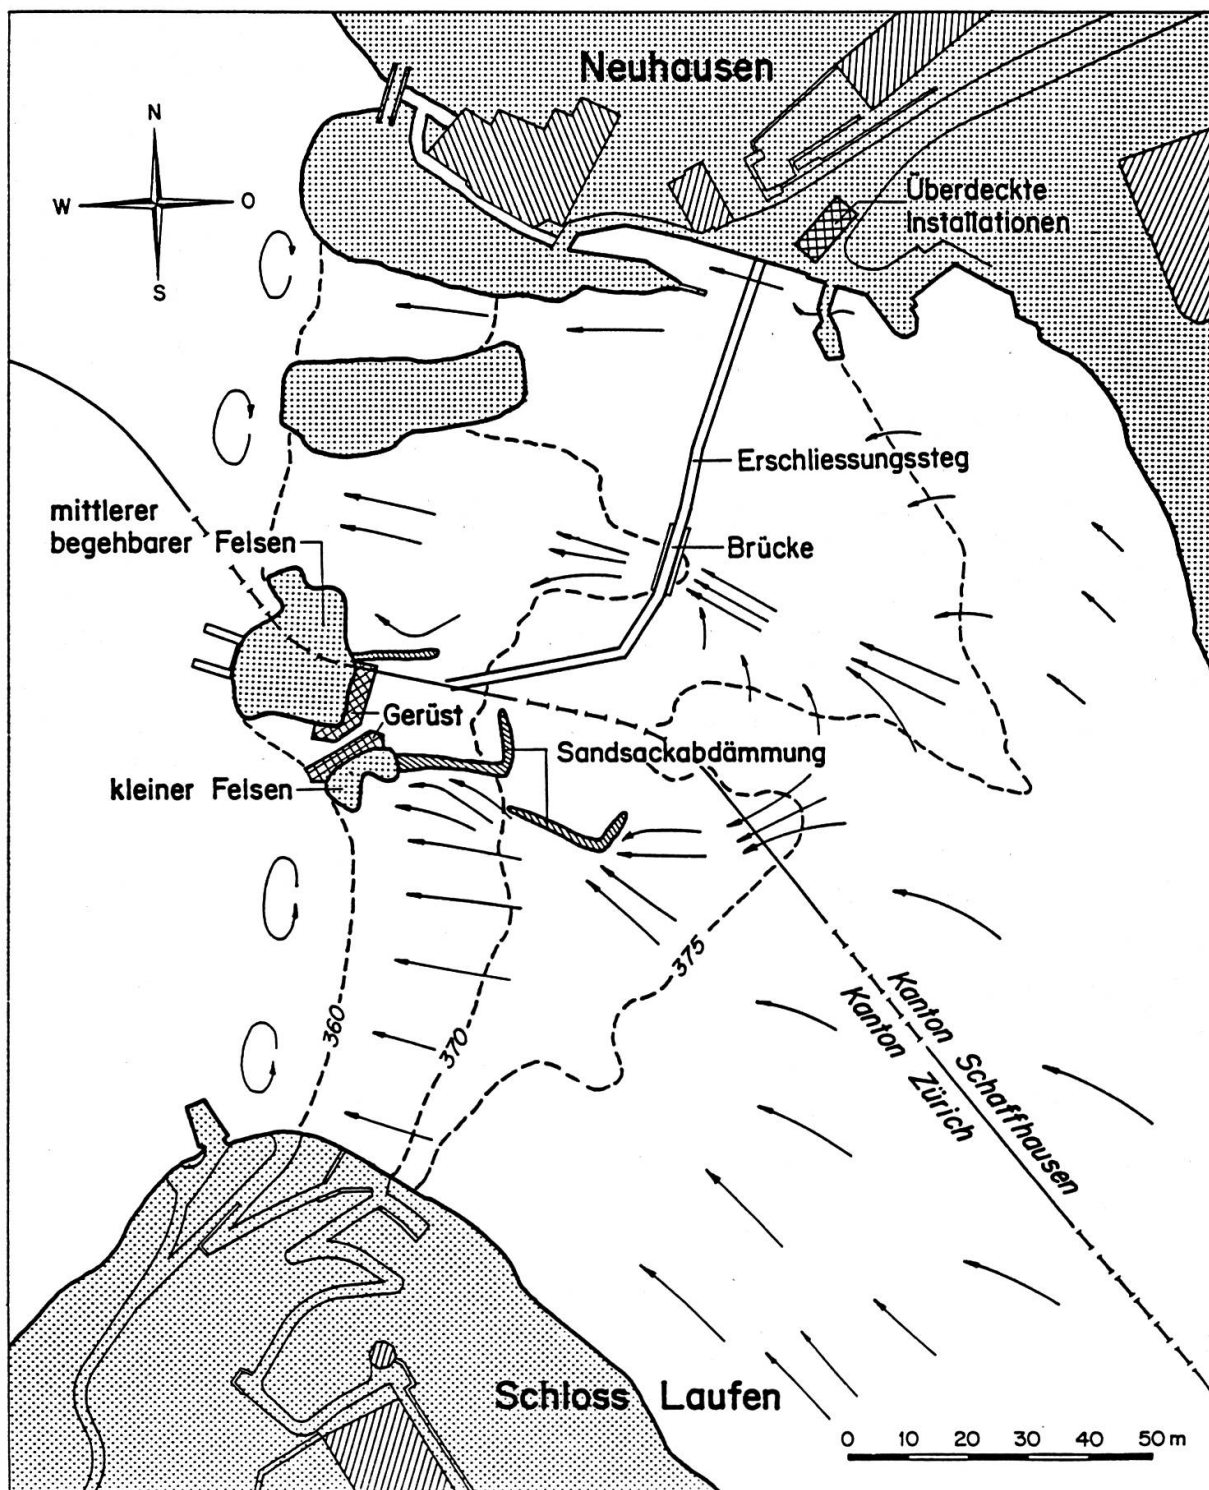 Neuhausen
N
W
O
S
Überdeckte
Installationen
Erschliessungssteg
mittlerer
begehbarer Felsen
Brücke
Gerüst
Sandsackabdämmung
kleiner Felsen
375
360
370
Kanton Schaffhausen
Kanton Zürich
Schloss Laufen
0 10 20 30 40 50 m